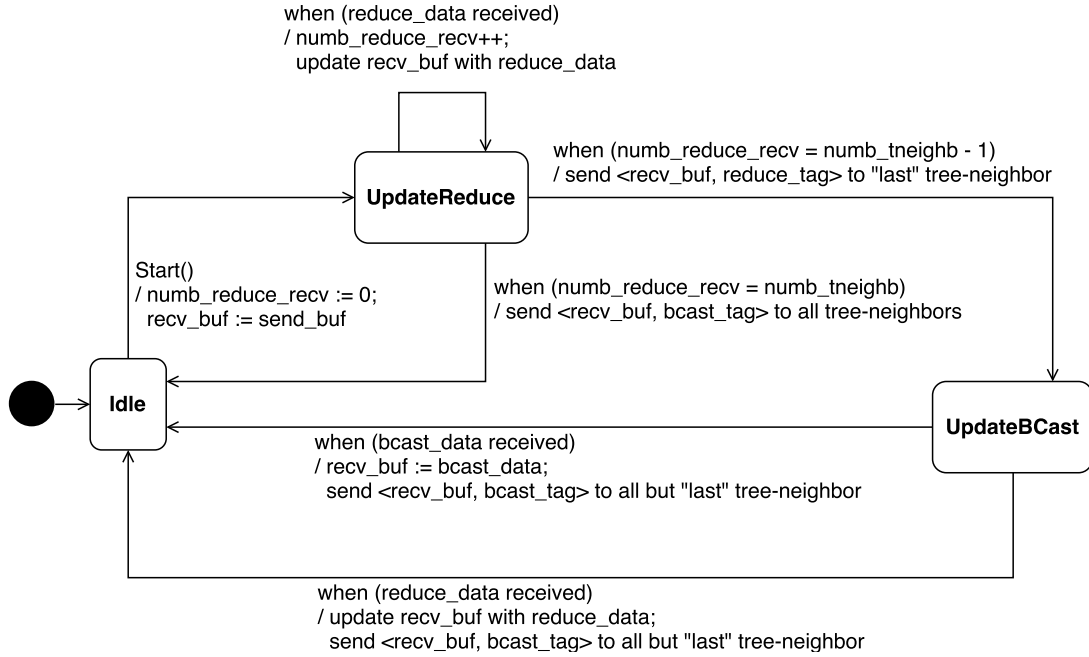 when (reduce_data received)
/ numb_reduce_recv++;
update recv_buf with reduce_data
when (numb_reduce_recv = numb_tneighb - 1)
/ send <recv_buf, reduce_tag> to "last" tree-neighbor
UpdateReduce
Start()
/ numb_reduce_recv := 0;
recv_buf := send_buf
when (numb_reduce_recv = numb_tneighb)
/ send <recv_buf, bcast_tag> to all tree-neighbors
Idle
UpdateBCast
when (bcast_data received)
/ recv_buf := bcast_data;
send <recv_buf, bcast_tag> to all but "last" tree-neighbor
when (reduce_data received)
/ update recv_buf with reduce_data;
send <recv_buf, bcast_tag> to all but "last" tree-neighbor